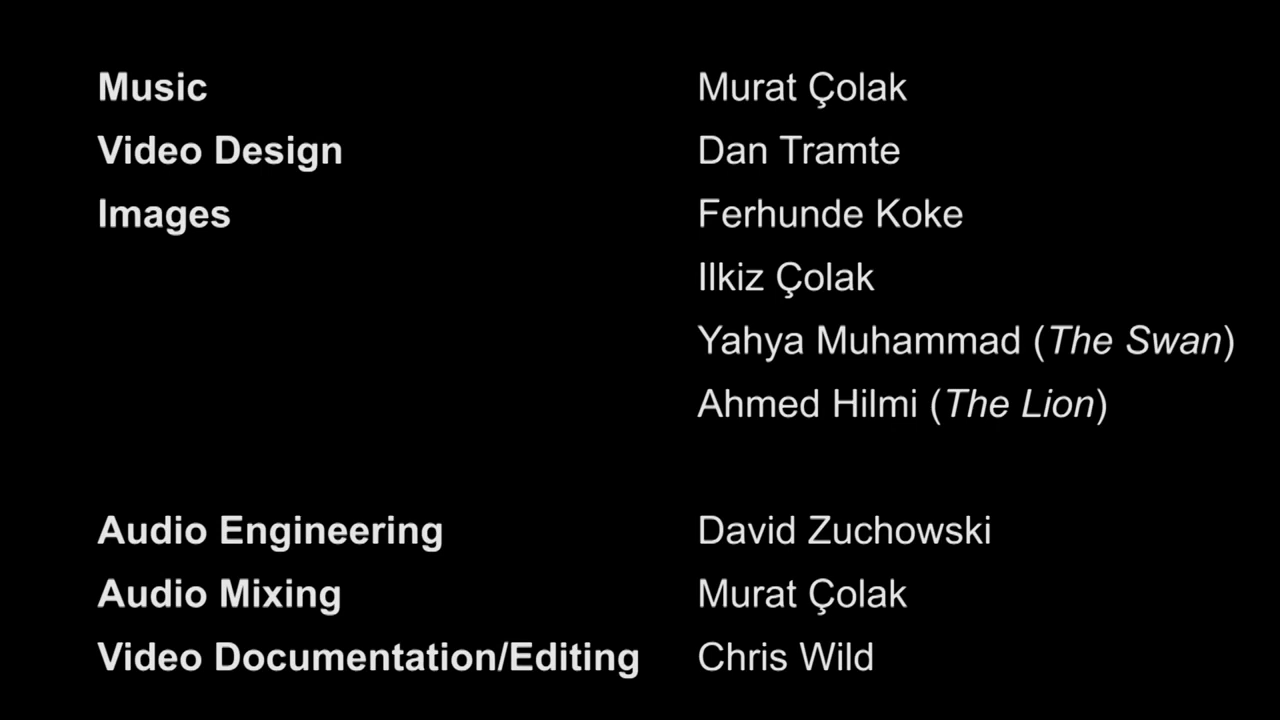 Music Murat Çolak
Video Design Dan Tramte
Images Ferhunde Koke
Ilkiz Çolak
Yahya Muhammad (The Swan)
Ahmed Hilmi (The Lion)
Audio Engineering David Zuchowski
Audio Mixing Murat Çolak
Video Documentation/Editing Chris Wild